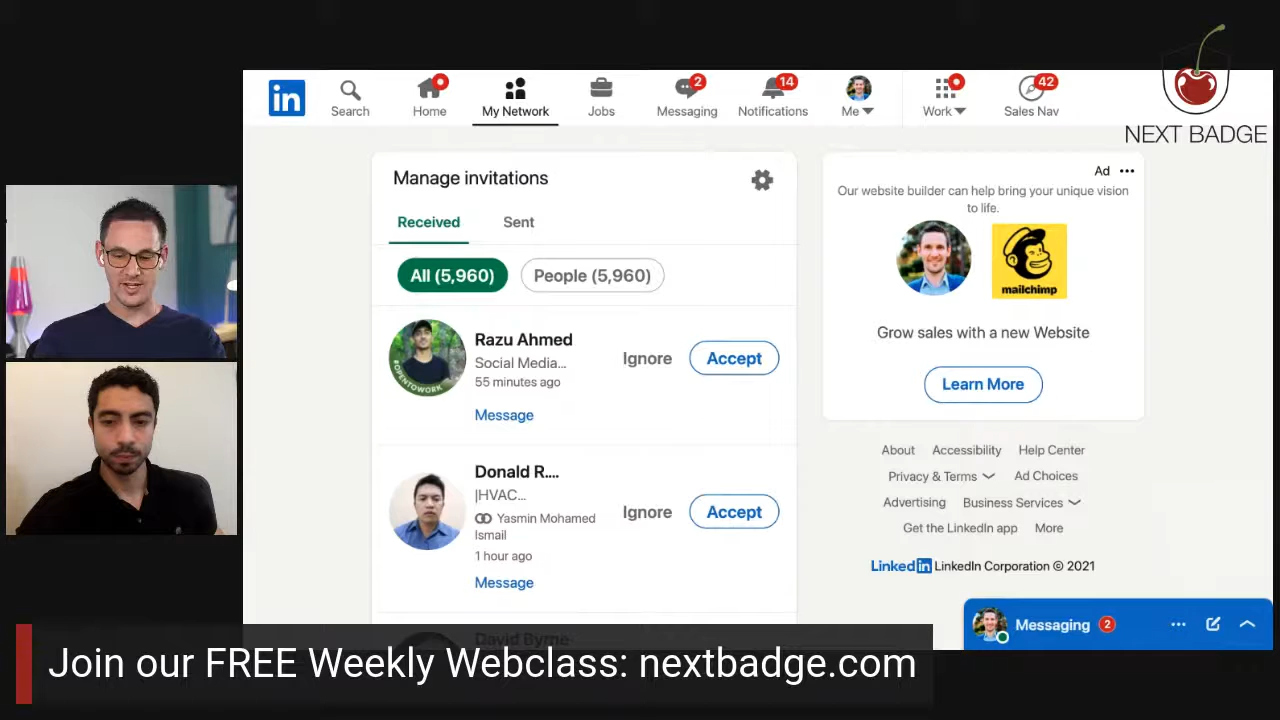 in
Search
Home
My Network
Jobs
2
Messaging
14
Notifications
Me
Work
42
Sales Nav
NEXT BADGE
Manage invitations
Received
Sent
All (5,960)
People (5,960)
#OPENTOWORK
Razu Ahmed
Social Media...
55 minutes ago
Ignore
Accept
Message
Donald R....
|HVAC...
Yasmin Mohamed
Ismail
1 hour ago
Ignore
Accept
Message
David Byrne
Ad
Our website builder can help bring your unique vision
to life.
mailchimp
Grow sales with a new Website
Learn More
About Accessibility Help Center
Privacy & Terms Ad Choices
Advertising Business Services
Get the LinkedIn app More
LinkedIn LinkedIn Corporation © 2021
Messaging 2
Join our FREE Weekly Webclass: nextbadge.com